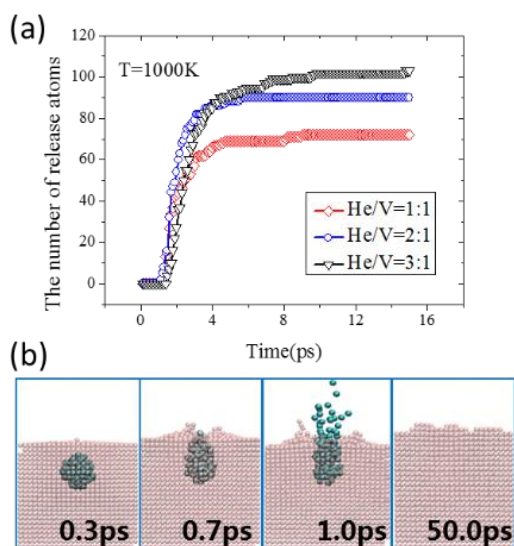 (a)
T=1000K
The number of release atoms
120
100
80
60
40
20
0
He/V=1:1
He/V=2:1
He/V=3:1
0
4
8
12
16
Time(ps)
(b)
0.3ps
0.7ps
1.0ps
50.0ps